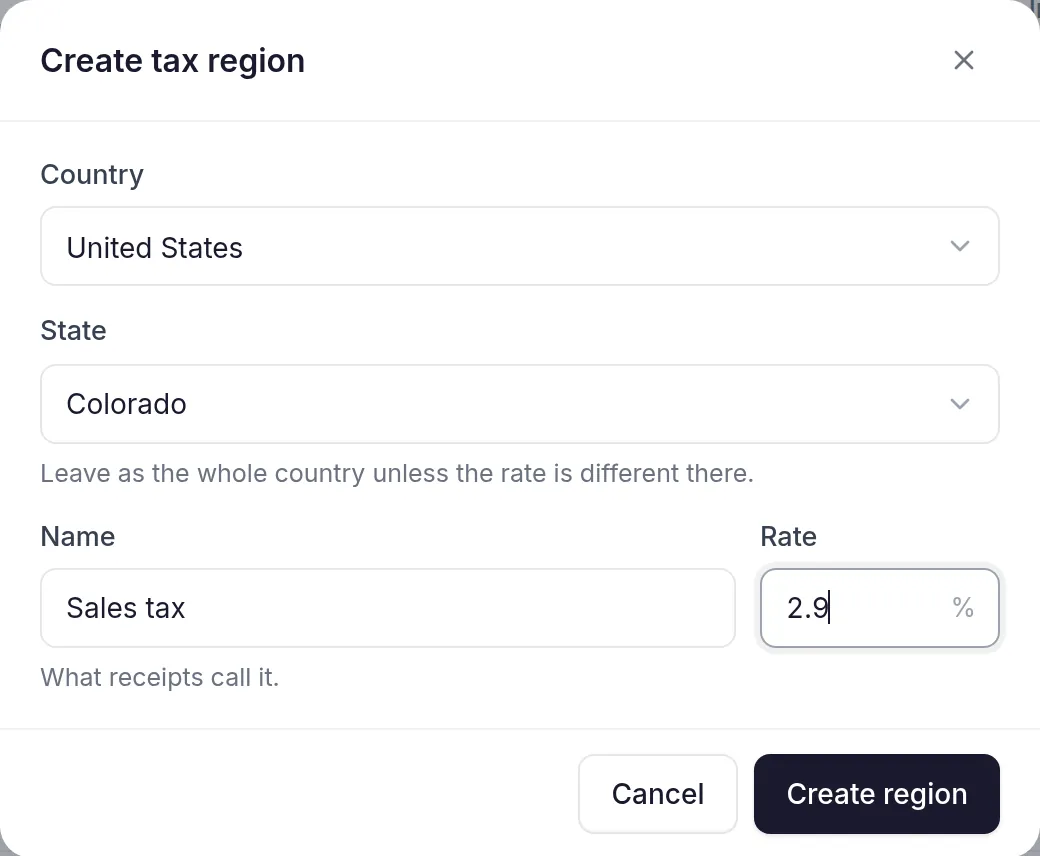 Create tax region
Country
United States
State
Colorado
Leave as the whole country unless the rate is different there.
Name
Rate
Sales tax
2.9 %
What receipts call it.
Cancel
Create region